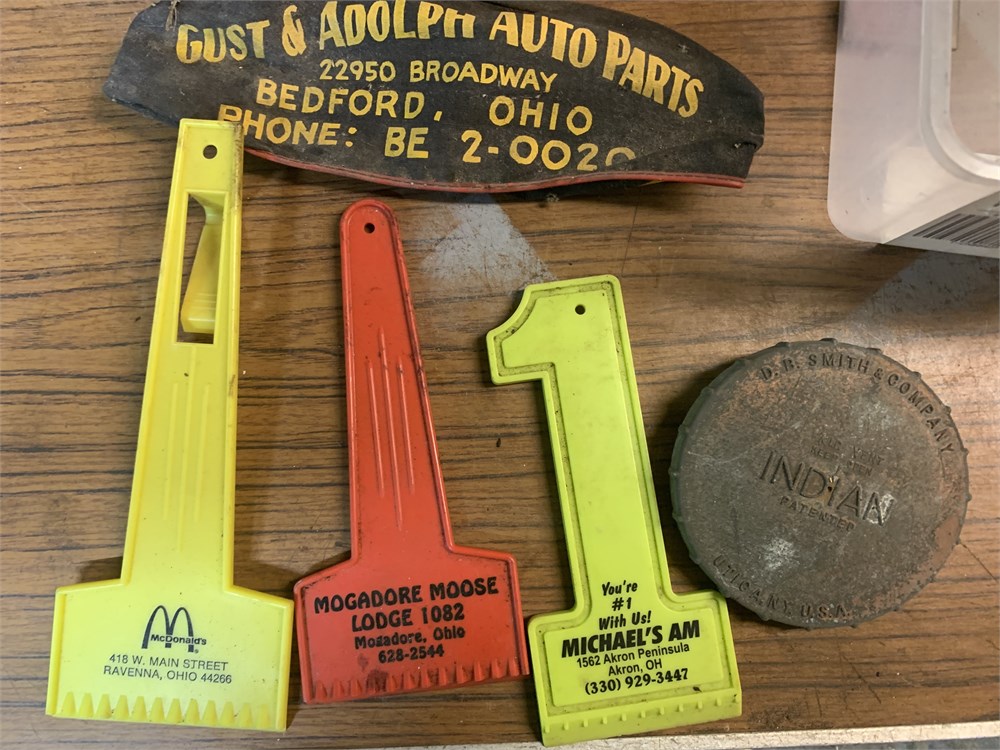 GUST & ADOLPH AUTO PARTS
22950 BROADWAY
BEDFORD, OHIO
PHONE: BE 2-0020
McDonald's
418 W. MAIN STREET
RAVENNA, OHIO 44266
MOGADORE MOOSE
LODGE 1082
Mogadore, Ohio
628-2544
1
You're
#1
With Us!
MICHAEL'S AM
1562 Akron Peninsula
Akron, OH
(330) 929-3447
D. B. SMITH & COMPANY
INDIAN
PATENTED
UTICA, N.Y. U.S.A.